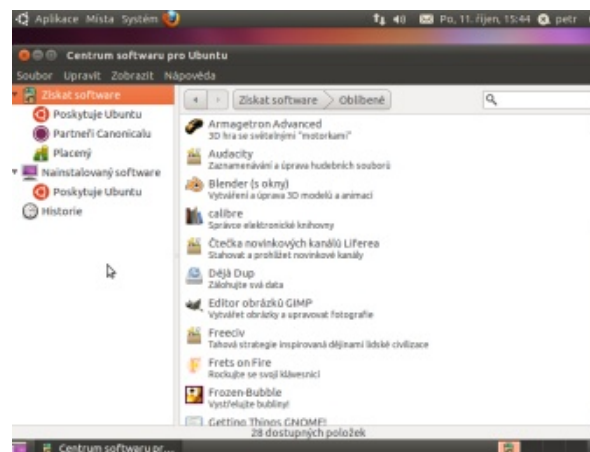 Aplikace Místa Systém
Po, 11. říjen, 15:44 petr
Centrum softwaru pro Ubuntu
Soubor Upravit Zobrazit Nápověda
Získat software
Poskytuje Ubuntu
Partneři Canonicalu
Placený
Nainstalovaný software
Poskytuje Ubuntu
Historie
Získat software Oblíbené
Armagetron Advanced
3D hra se světelnými "motorkami"
Audacity
Zaznamenávání a úprava hudebních souborů
Blender (s okny)
Vytváření a úprava 3D modelů a animací
calibre
Správce elektronické knihovny
Čtečka novinkových kanálů Liferea
Stahovat a prohlížet novinkové kanály
Déjà Dup
Zálohujte svá data
Editor obrázků GIMP
Vytvářet obrázky a upravovat fotografie
Freeciv
Tahová strategie inspirovaná dějinami lidské civilizace
Frets on Fire
Rockujte se svojí klávesnicí
Frozen-Bubble
Vystřelujte bubliny!
Getting Things GNOME!
28 dostupných položek
Centrum softwaru pr...